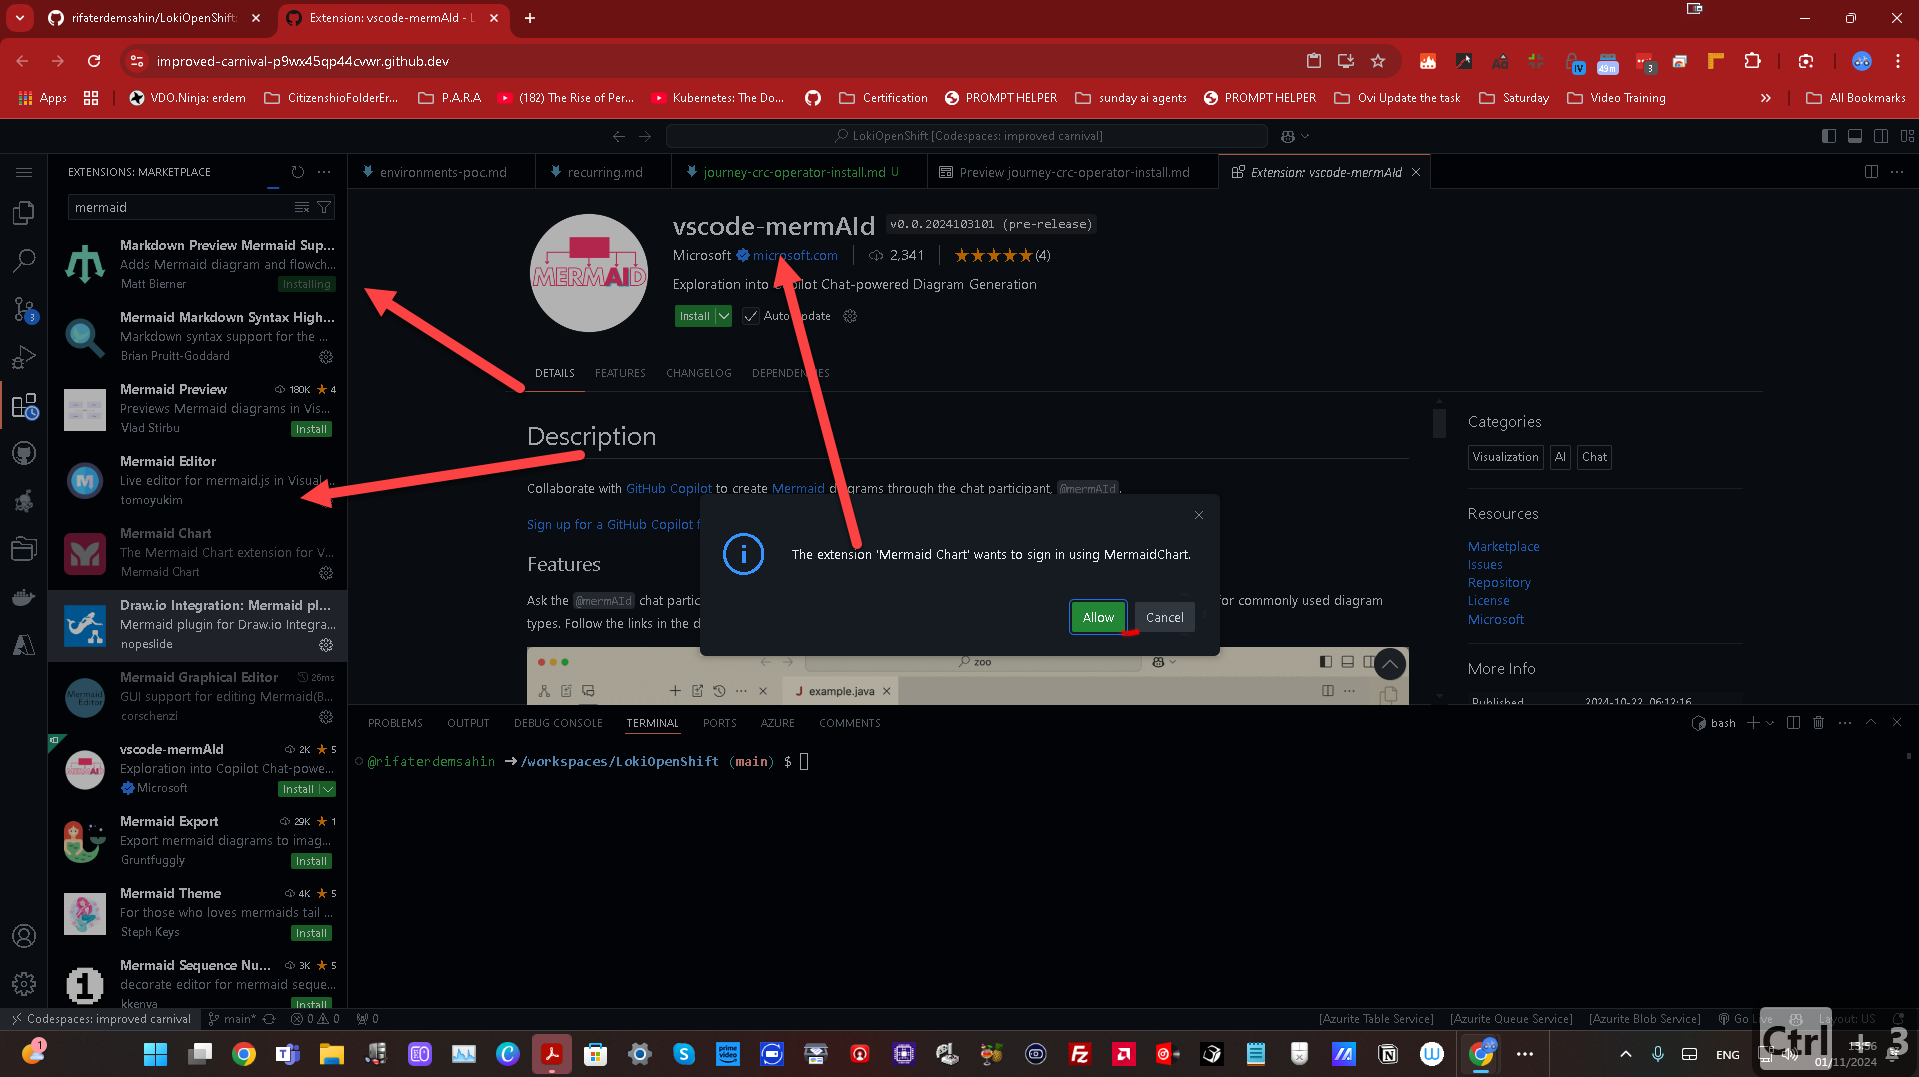 rifaterdemsahin/LokiOpenShift
Extension: vscode-mermAId - L
improved-carnival-p9wx45qp44cvwr.github.dev
IV
49m
3
Apps
VDO.Ninja: erdem
CitizenshioFolderEr...
P.A.R.A
(182) The Rise of Per...
Kubernetes: The Do...
Certification
PROMPT HELPER
sunday ai agents
PROMPT HELPER
Ovi Update the task
Saturday
Video Training
All Bookmarks
LokiOpenShift [Codespaces: improved carnival]
EXTENSIONS: MARKETPLACE
environments-poc.md
recurring.md
journey-crc-operator-install.md U
Preview journey-crc-operator-install.md
Extension: vscode-mermAId
mermaid
Markdown Preview Mermaid Sup...
Adds Mermaid diagram and flowch...
Matt Bierner
Installing
Mermaid Markdown Syntax High...
Markdown syntax support for the ...
Brian Pruitt-Goddard
Mermaid Preview
180K
4
Previews Mermaid diagrams in Vis...
Vlad Stirbu
Install
Mermaid Editor
Live editor for mermaid.js in Visual...
tomoyukim
Mermaid Chart
The Mermaid Chart extension for V...
Mermaid Chart
Draw.io Integration: Mermaid pl...
Mermaid plugin for Draw.io Integra...
nopeslide
Mermaid Graphical Editor
26ms
GUI support for editing Mermaid(B...
corschenzi
vscode-mermAId
2K
5
Exploration into Copilot Chat-powe...
Microsoft
Install
Mermaid Export
29K
1
Export mermaid diagrams to imag...
Gruntfuggly
Install
Mermaid Theme
4K
5
For those who loves mermaids tail ...
Steph Keys
Install
Mermaid Sequence Nu...
3K
5
decorate editor for mermaid seque...
kkenya
Install
MERMAID
vscode-mermAId
v0.0.2024103101 (pre-release)
Microsoft
microsoft.com
2,341
(4)
Exploration into Copilot Chat-powered Diagram Generation
Install
Auto Update
DETAILS
FEATURES
CHANGELOG
DEPENDENCIES
Description
Collaborate with GitHub Copilot to create Mermaid diagrams through the chat participant, @mermAId.
Sign up for a GitHub Copilot f
Features
Ask the @mermAId chat partic
or commonly used diagram
types. Follow the links in the d
zoo
example.java
The extension 'Mermaid Chart' wants to sign in using MermaidChart.
Allow
Cancel
Categories
Visualization
AI
Chat
Resources
Marketplace
Issues
Repository
License
Microsoft
More Info
Published
2024-10-22, 06:12:16
PROBLEMS
OUTPUT
DEBUG CONSOLE
TERMINAL
PORTS
AZURE
COMMENTS
bash
@rifaterdemsahin ➜/workspaces/LokiOpenShift (main) $
Codespaces: improved carnival
main*
0
0
0
[Azurite Table Service]
[Azurite Queue Service]
[Azurite Blob Service]
Go Live
Layout: US
1
ENG
01/11/2024
Ctrl + 3